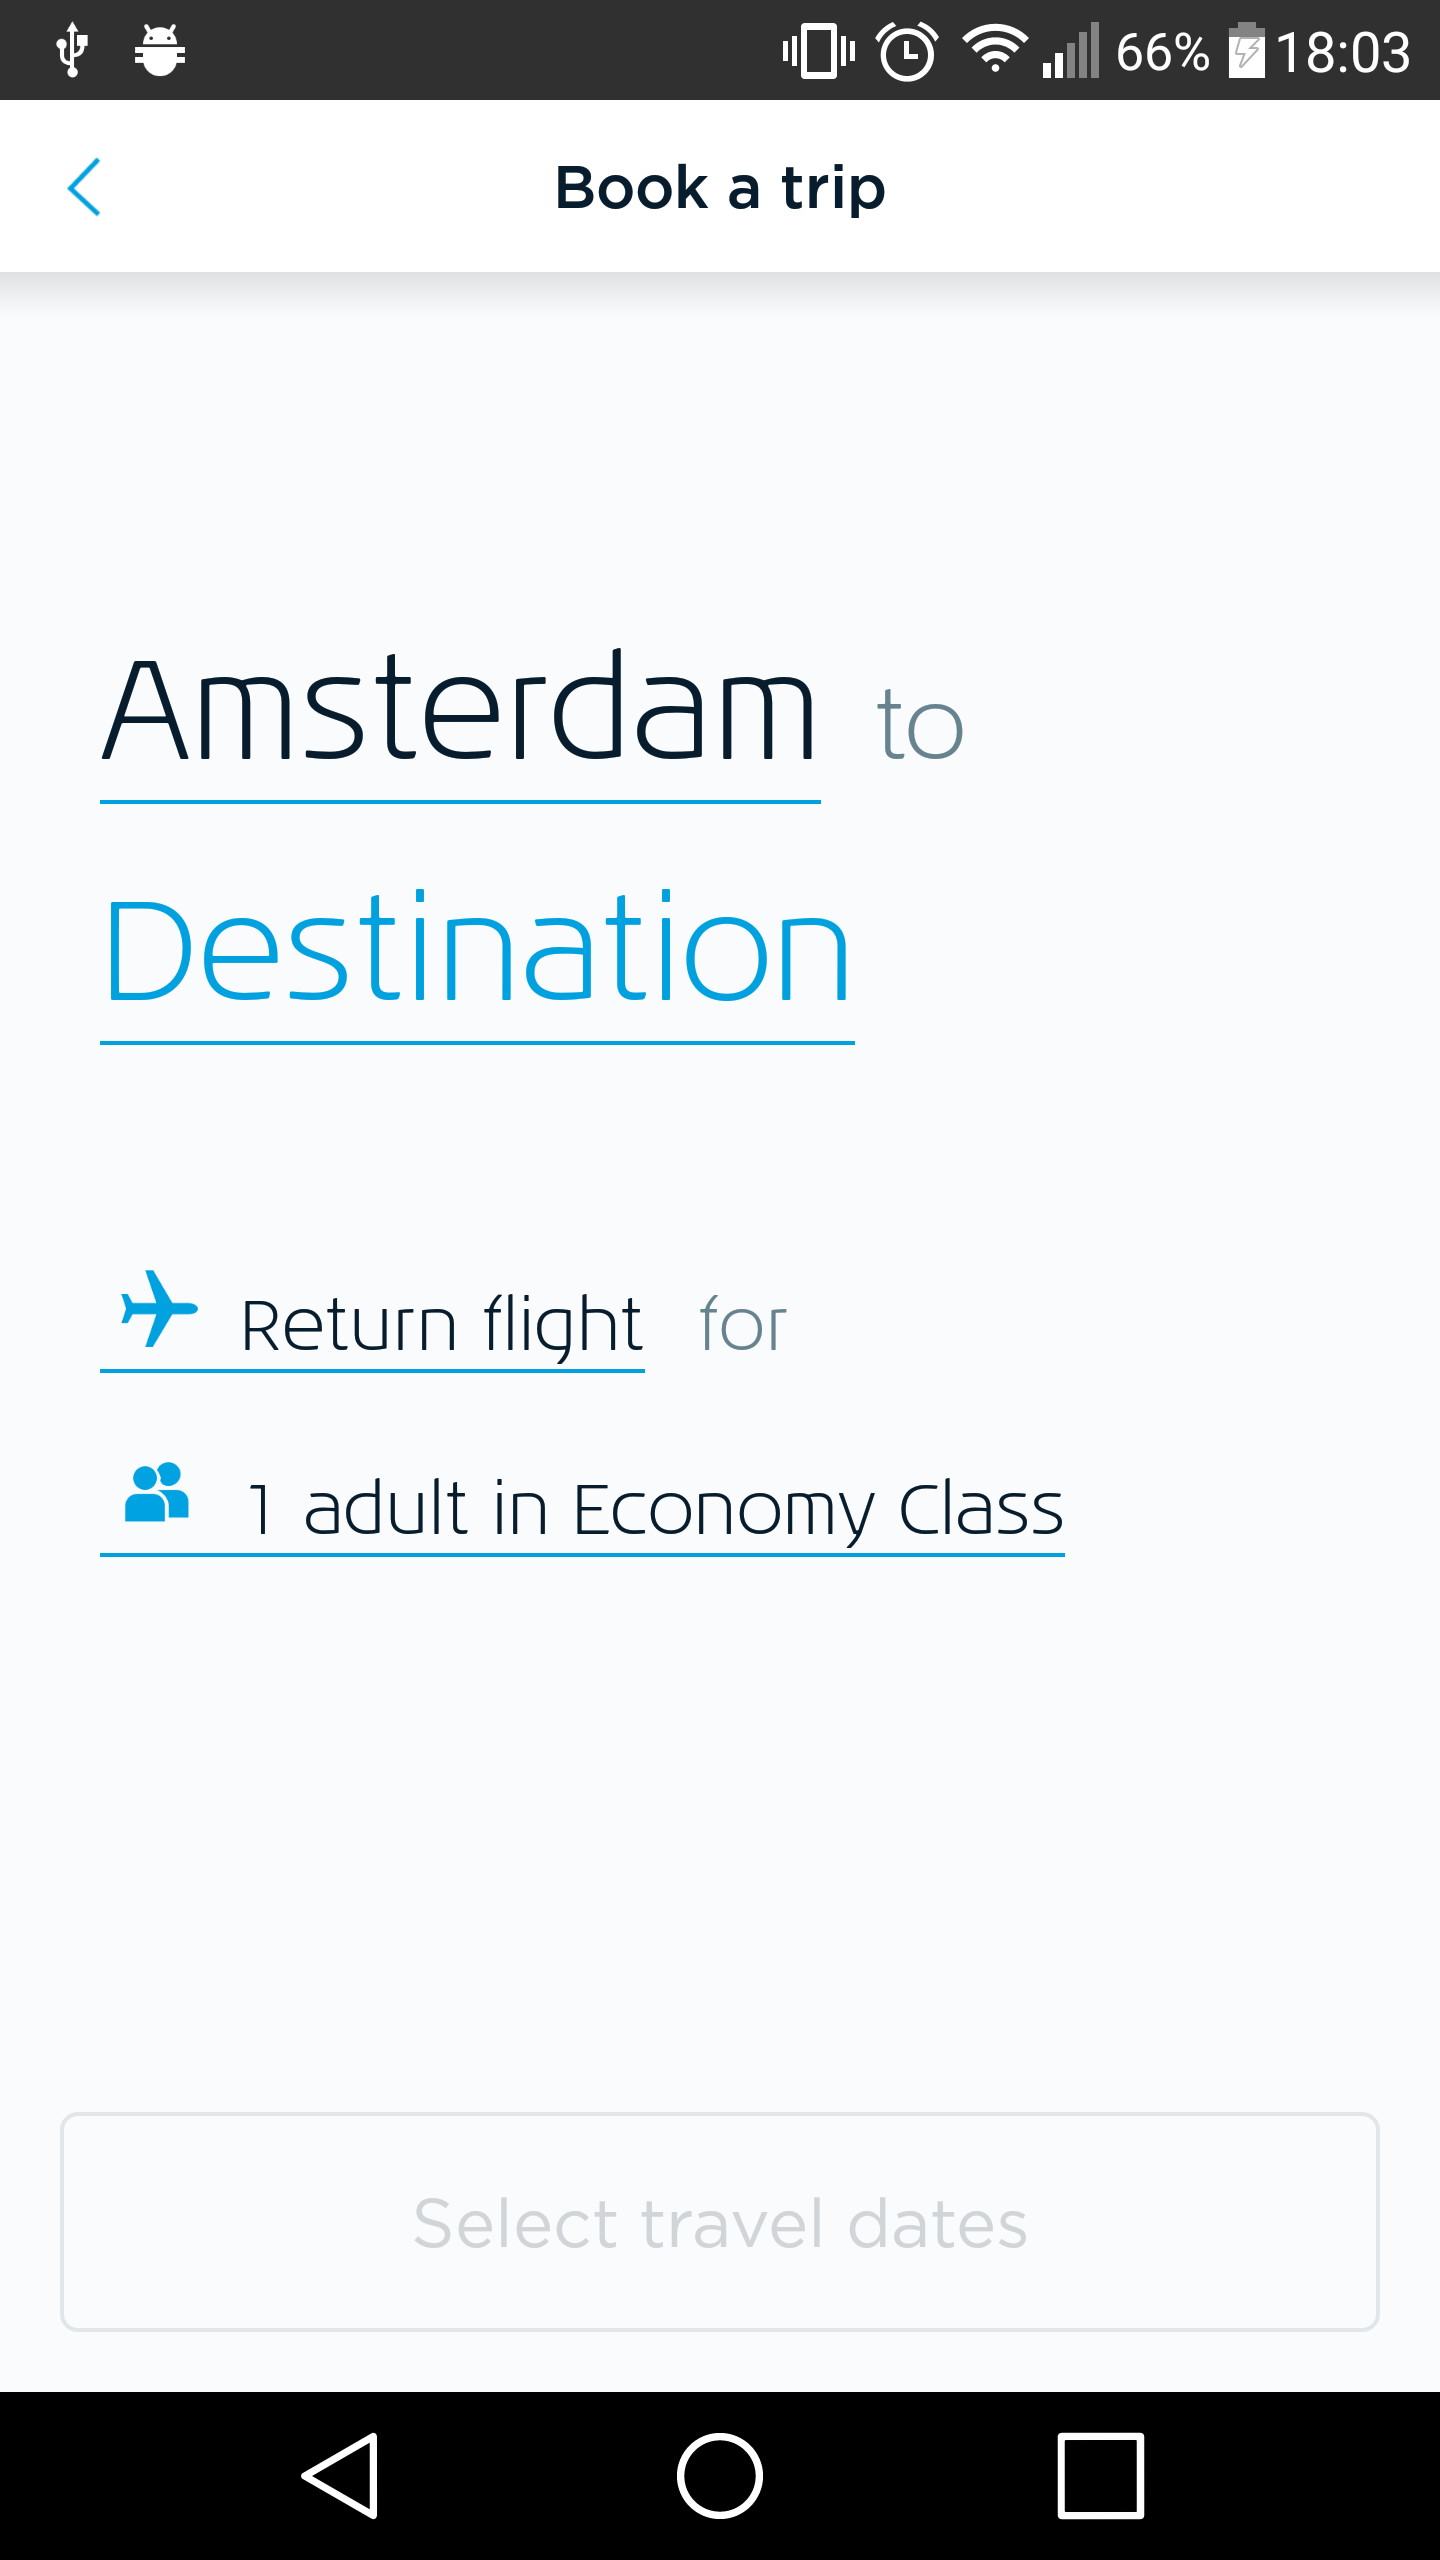 66% 18:03
Book a trip
Amsterdam to
Destination
Return flight for
1 adult in Economy Class
Select travel dates